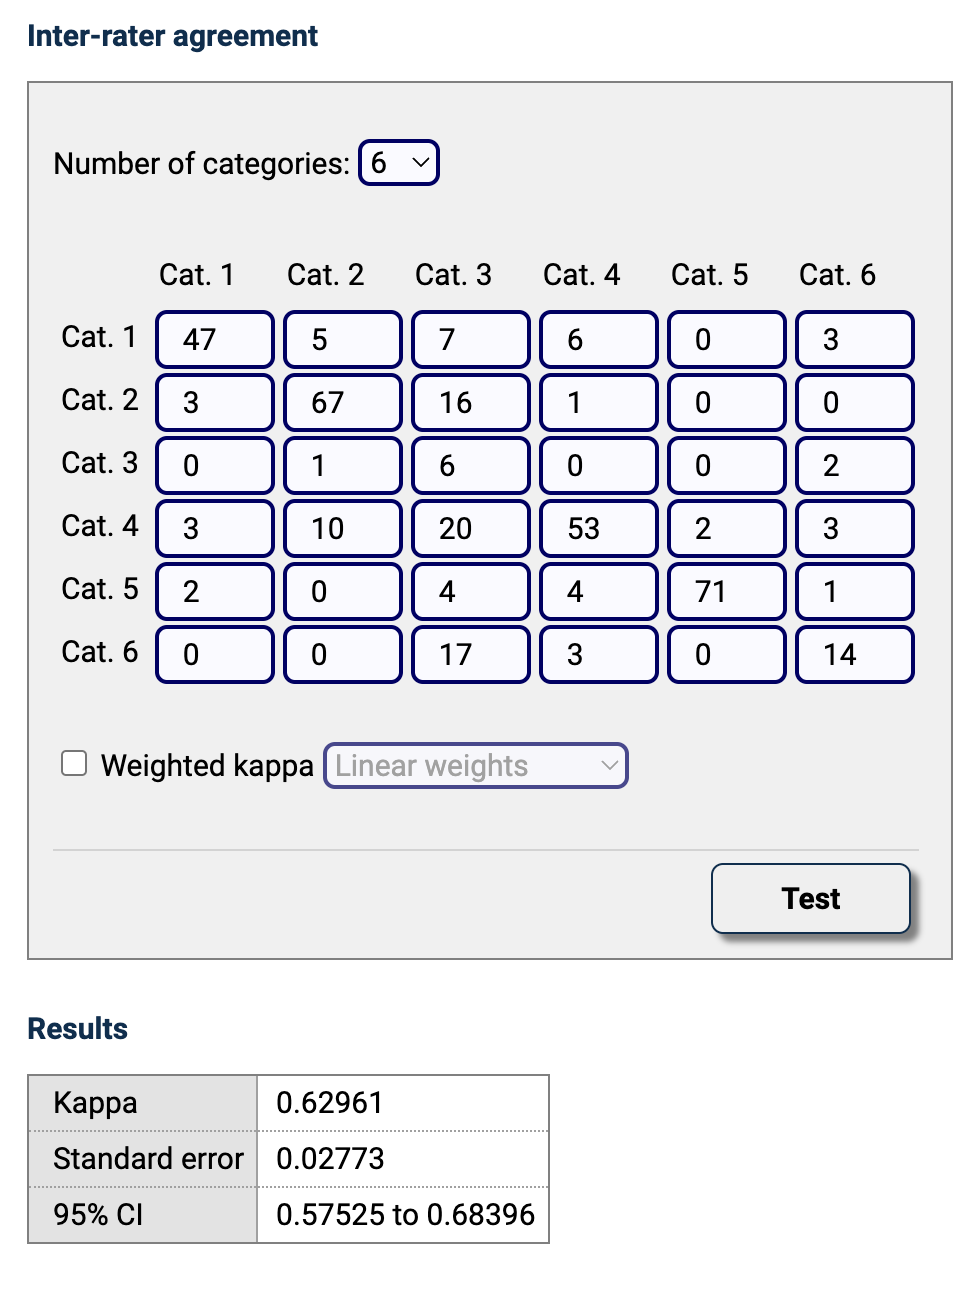 Inter-rater agreement
Number of categories: 6
Cat. 1 Cat. 2 Cat. 3 Cat. 4 Cat. 5 Cat. 6
Cat. 1 47 5 7 6 0 3
Cat. 2 3 67 16 1 0 0
Cat. 3 0 1 6 0 0 2
Cat. 4 3 10 20 53 2 3
Cat. 5 2 0 4 4 71 1
Cat. 6 0 0 17 3 0 14
Weighted kappa Linear weights
Test
Results
Kappa 0.62961
Standard error 0.02773
95% CI 0.57525 to 0.68396